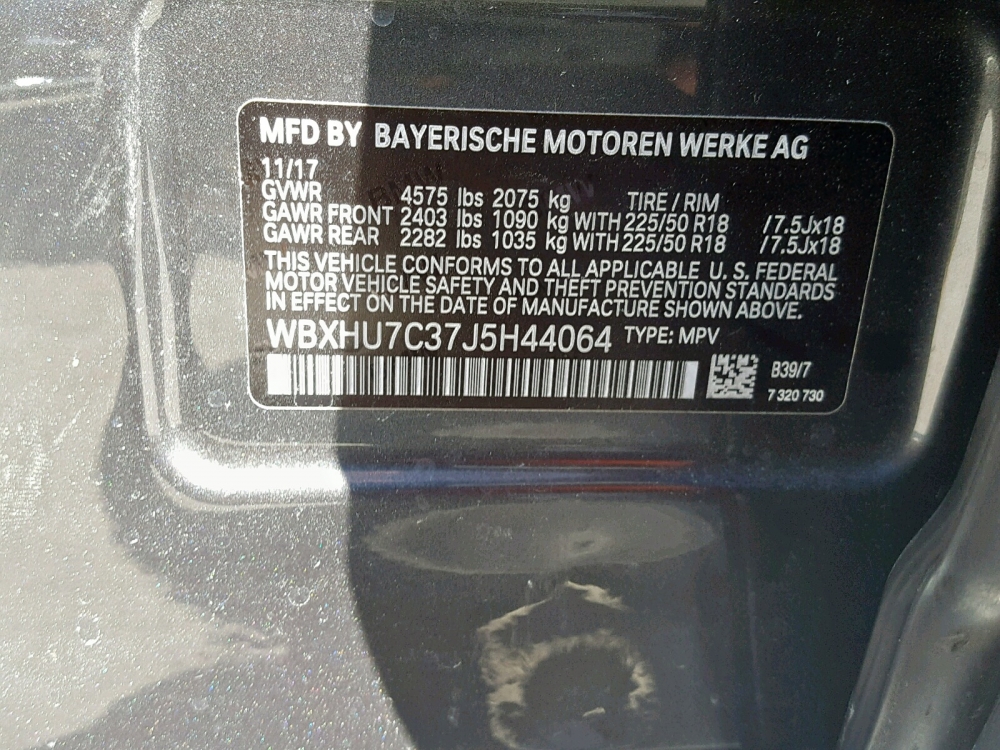 MFD BY BAYERISCHE MOTOREN WERKE AG
11/17
GVWR 4575 lbs 2075 kg TIRE / RIM
GAWR FRONT 2403 lbs 1090 kg WITH 225/50 R18 /7.5Jx18
GAWR REAR 2282 lbs 1035 kg WITH 225/50 R18 /7.5Jx18
THIS VEHICLE CONFORMS TO ALL APPLICABLE U. S. FEDERAL
MOTOR VEHICLE SAFETY AND THEFT PREVENTION STANDARDS
IN EFFECT ON THE DATE OF MANUFACTURE SHOWN ABOVE.
WBXHU7C37J5H44064 TYPE: MPV
B39/7
7 320 730